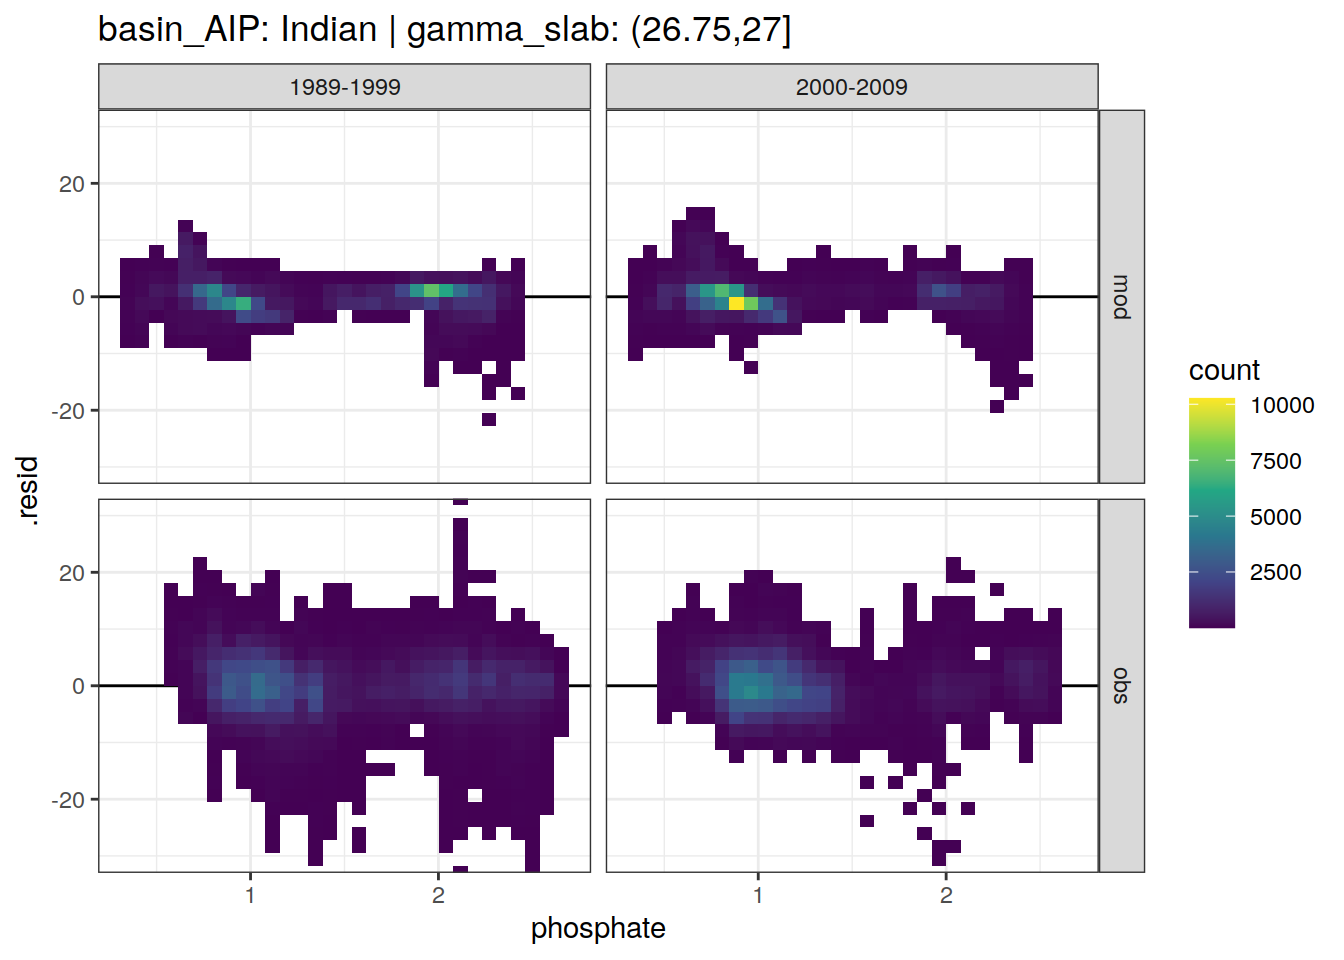 basin_AIP: Indian | gamma_slab: (26.75,27]
1989-1999
2000-2009
20
0
-20
mod
20
0
-20
obs
.resid
1
2
1
2
phosphate
count
10000
7500
5000
2500